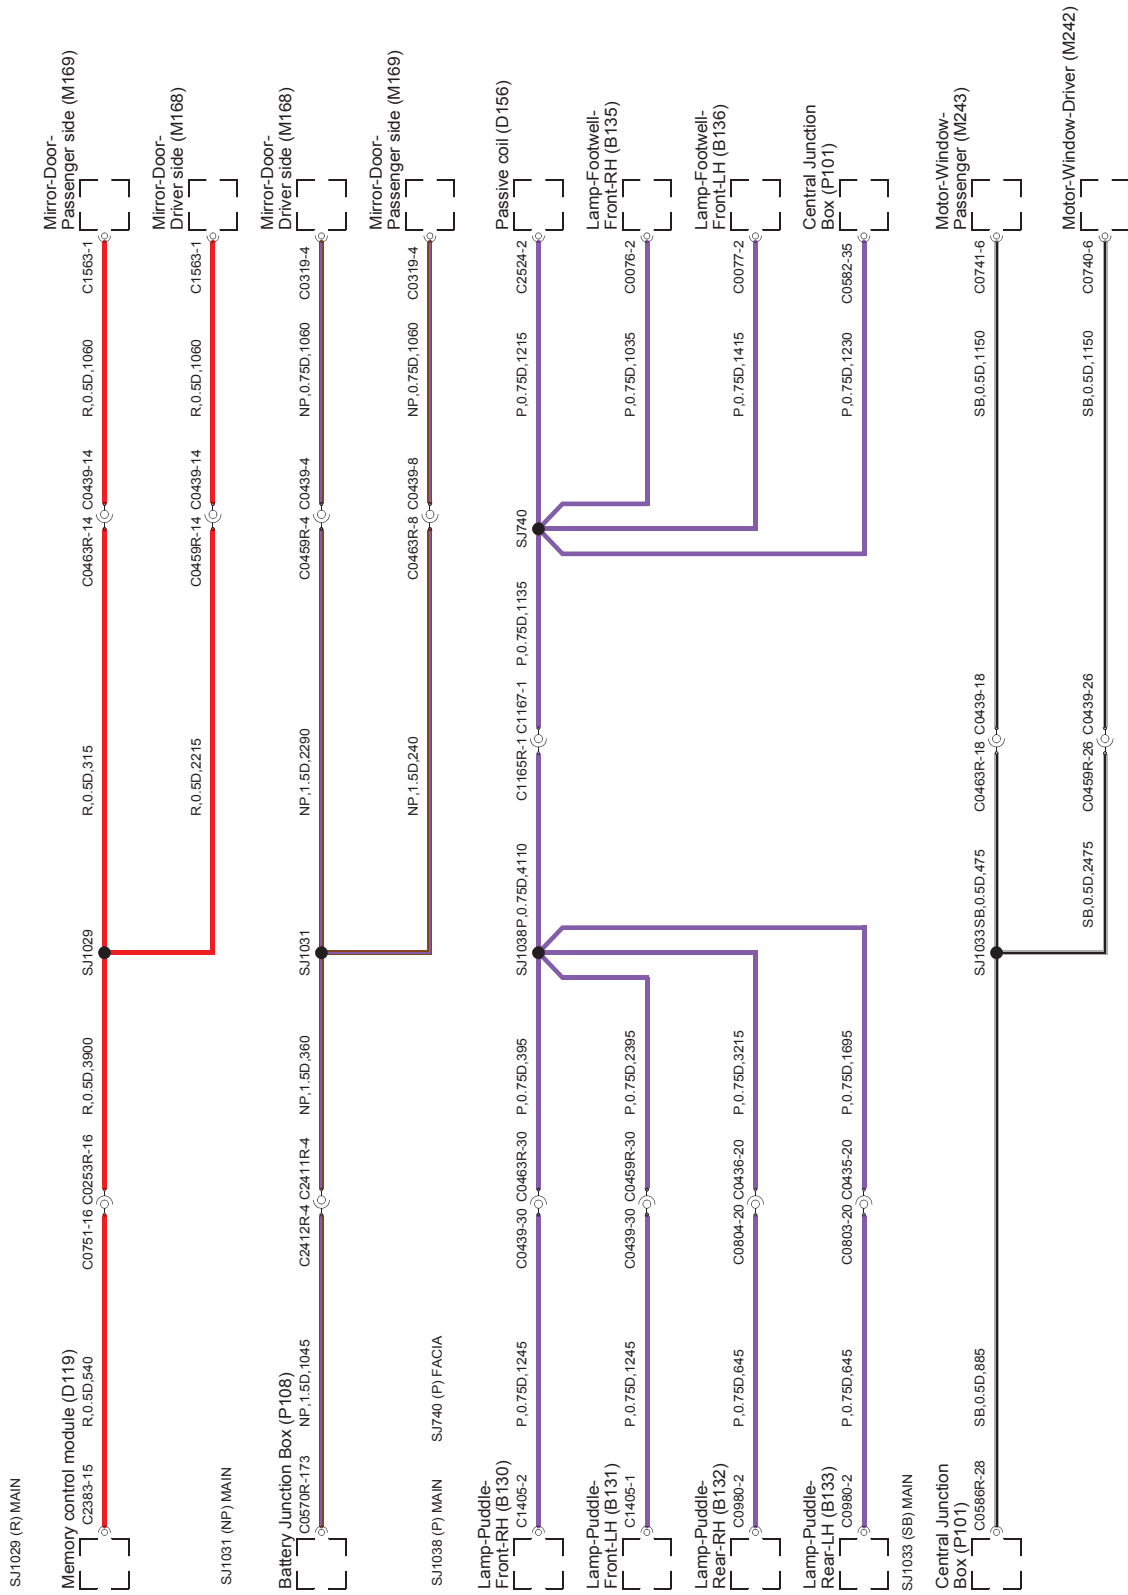 SJ1029 (R) MAIN
Memory control module (D119)
C2383-15
R,0.5D,540
C0751-16
C0253R-16
R,0.5D,3900
SJ1029
R,0.5D,315
C0463R-14
C0439-14
R,0.5D,1060
C1563-1
Mirror-Door-
Passenger side (M169)
R,0.5D,2215
C0459R-14
C0439-14
R,0.5D,1060
C1563-1
Mirror-Door-
Driver side (M168)
SJ1031 (NP) MAIN
Battery Junction Box (P108)
C0570R-173
NP,1.5D,1045
C2412R-4
C2411R-4
NP,1.5D,360
SJ1031
NP,1.5D,2290
C0459R-4
C0439-4
NP,0.75D,1060
C0319-4
Mirror-Door-
Driver side (M168)
NP,1.5D,240
C0463R-8
C0439-8
NP,0.75D,1060
C0319-4
Mirror-Door-
Passenger side (M169)
SJ1038 (P) MAIN
SJ740 (P) FACIA
Lamp-Puddle-
Front-RH (B130)
C1405-2
P,0.75D,1245
C0439-30
C0463R-30
P,0.75D,395
SJ1038
P,0.75D,4110
C1165R-1
C1167-1
P,0.75D,1135
SJ740
P,0.75D,1215
C2524-2
Passive coil (D156)
Lamp-Puddle-
Front-LH (B131)
C1405-1
P,0.75D,1245
C0439-30
C0459R-30
P,0.75D,2395
P,0.75D,1035
C0076-2
Lamp-Footwell-
Front-RH (B135)
Lamp-Puddle-
Rear-RH (B132)
C0980-2
P,0.75D,645
C0804-20
C0436-20
P,0.75D,3215
P,0.75D,1415
C0077-2
Lamp-Footwell-
Front-LH (B136)
Lamp-Puddle-
Rear-LH (B133)
C0980-2
P,0.75D,645
C0803-20
C0435-20
P,0.75D,1695
P,0.75D,1230
C0582-35
Central Junction
Box (P101)
SJ1033 (SB) MAIN
Central Junction
Box (P101)
C0586R-28
SB,0.5D,885
SJ1033
SB,0.5D,475
C0463R-18
C0439-18
SB,0.5D,1150
C0741-6
Motor-Window-
Passenger (M243)
SB,0.5D,2475
C0459R-26
C0439-26
SB,0.5D,1150
C0740-6
Motor-Window-Driver (M242)